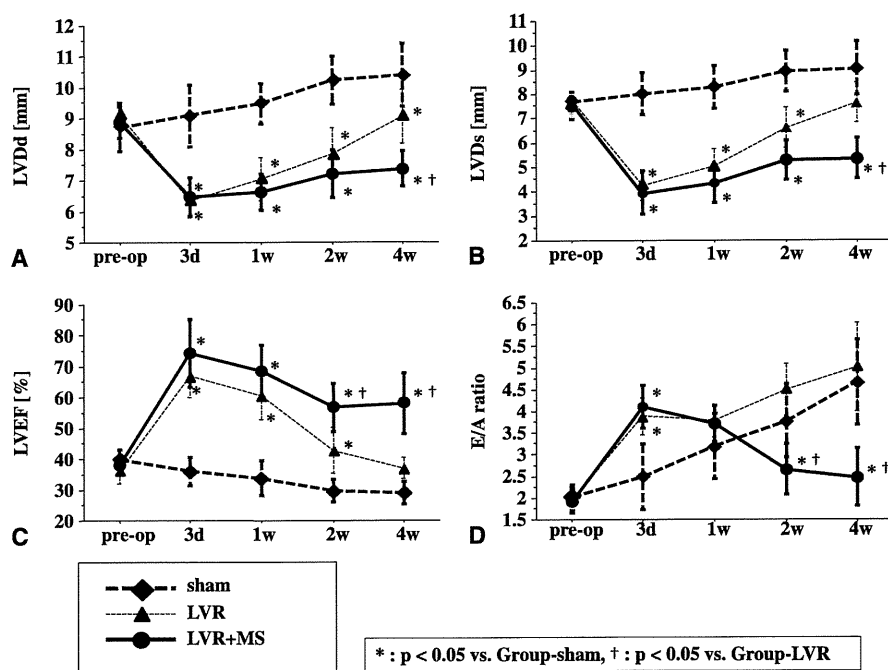 12
11
10
9
8
7
6
5
LVDd [mm]
* * * * * * * * †
A
pre-op 3d 1w 2w 4w
11
10
9
8
7
6
5
4
3
2
LVDs [mm]
* * * * * * * * †
B
pre-op 3d 1w 2w 4w
90
80
70
60
50
40
30
20
LVEF [%]
* * * * * † * * †
C
pre-op 3d 1w 2w 4w
6.5
6
5.5
5
4.5
4
3.5
3
2.5
2
1.5
E/A ratio
* * * † * †
D
pre-op 3d 1w 2w 4w
sham
LVR
LVR+MS
* : p < 0.05 vs. Group-sham, † : p < 0.05 vs. Group-LVR